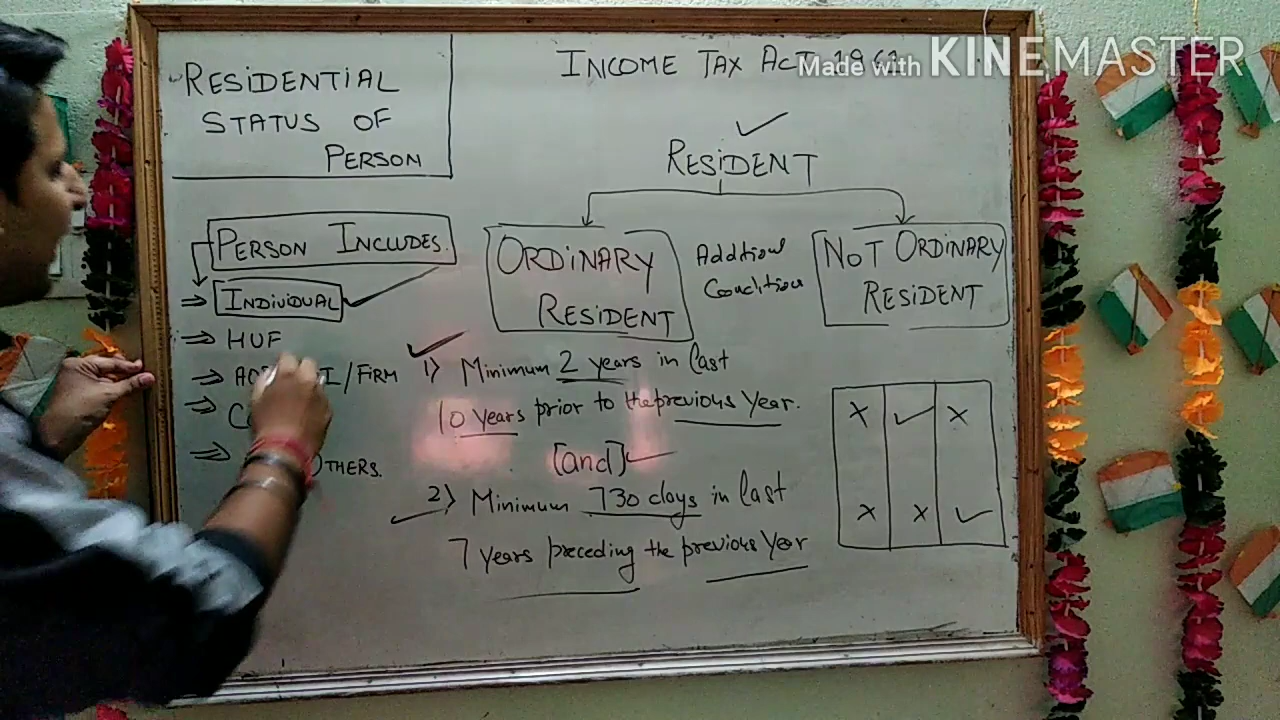 RESIDENTIAL
STATUS OF
PERSON
INCOME TAX ACT
Made with KINEMASTER
RESIDENT
PERSON INCLUDES.
INDIVIDUAL
HUF
/FIRM
OTHERS.
ORDINARY
RESIDENT
Additional
Condition
NOT ORDINARY
RESIDENT
1) Minimum 2 years in last
10 years prior to the previous year.
[and]
2) Minimum 730 days in last
7 years preceding the previous year